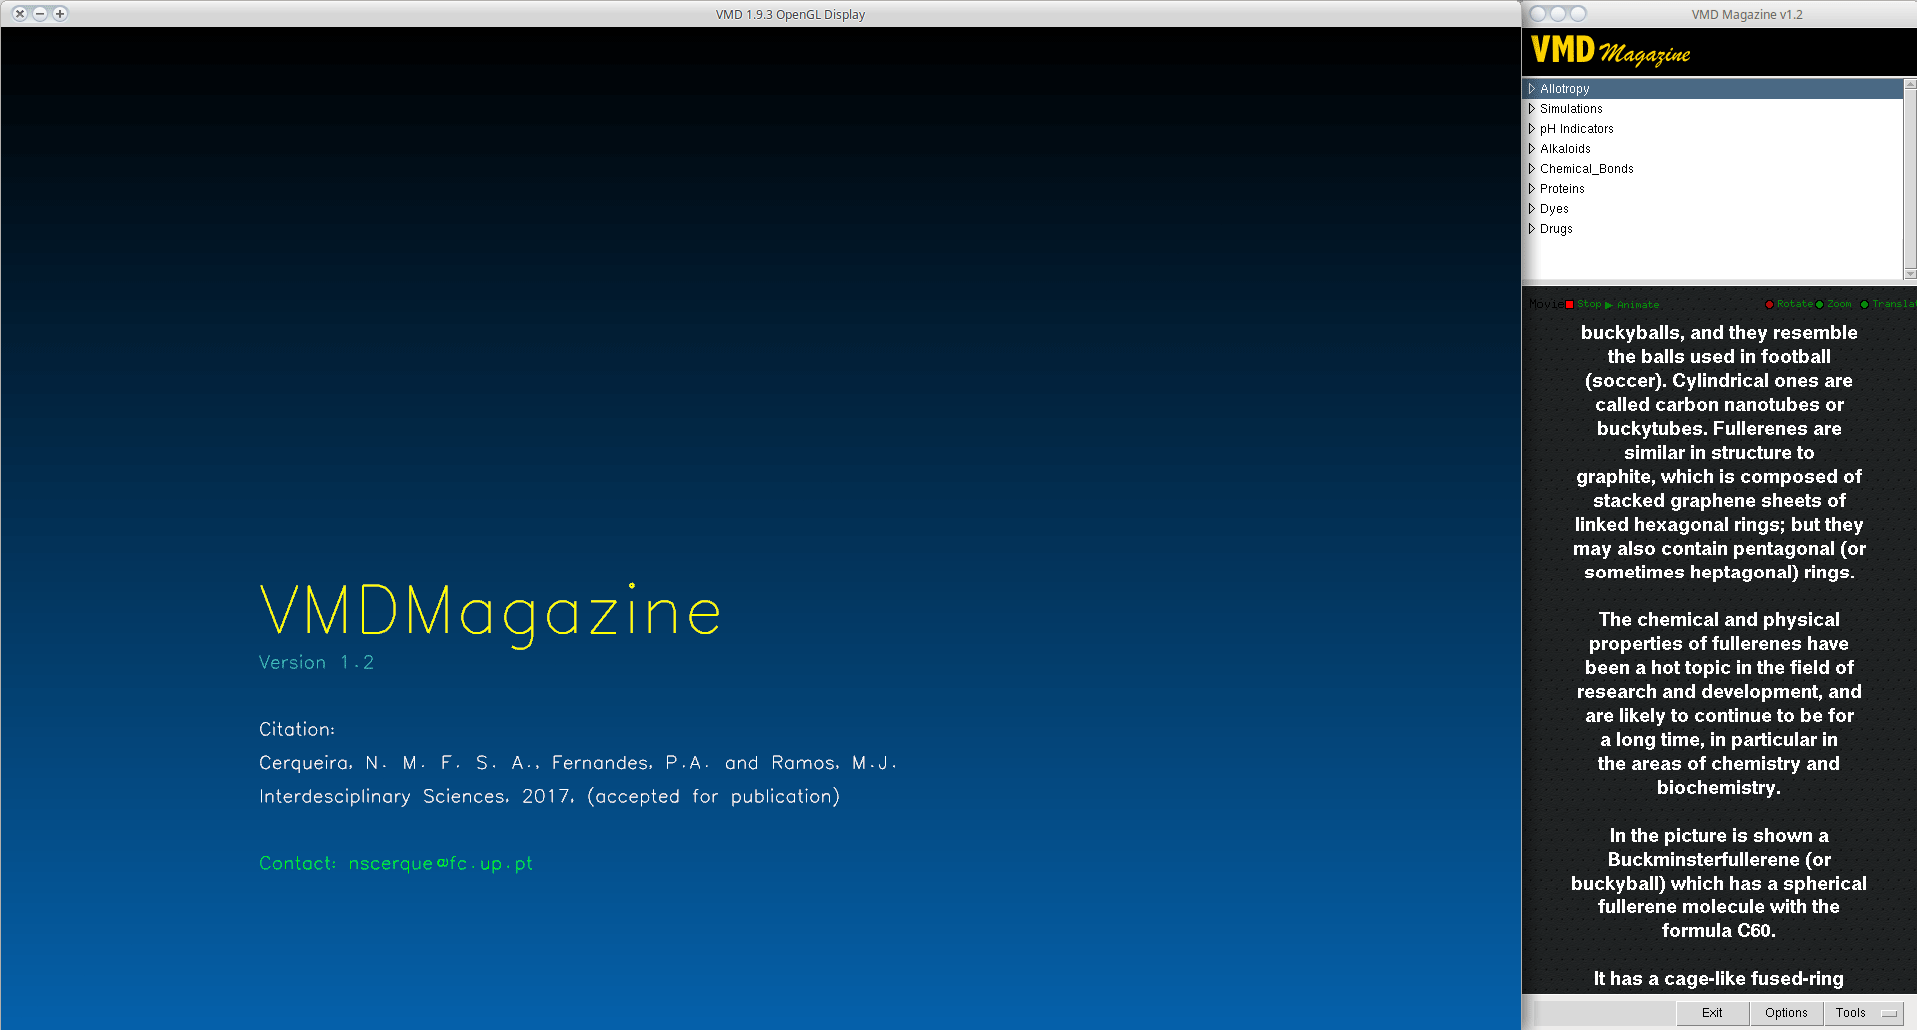 VMD 1.9.3 OpenGL Display
VMDMagazine
Version 1.2
Citation:
Cerqueira, N. M. F. S. A., Fernandes, P.A. and Ramos, M.J.
Interdesciplinary Sciences, 2017, (accepted for publication)
Contact: nscerque@fc.up.pt
VMD Magazine v1.2
VMD Magazine
Allotropy
Simulations
pH Indicators
Alkaloids
Chemical_Bonds
Proteins
Dyes
Drugs
Movie Stop Animate Rotate Zoom Translat
buckyballs, and they resemble
the balls used in football
(soccer). Cylindrical ones are
called carbon nanotubes or
buckytubes. Fullerenes are
similar in structure to
graphite, which is composed of
stacked graphene sheets of
linked hexagonal rings; but they
may also contain pentagonal (or
sometimes heptagonal) rings.
The chemical and physical
properties of fullerenes have
been a hot topic in the field of
research and development, and
are likely to continue to be for
a long time, in particular in
the areas of chemistry and
biochemistry.
In the picture is shown a
Buckminsterfullerene (or
buckyball) which has a spherical
fullerene molecule with the
formula C60.
It has a cage-like fused-ring
Exit Options Tools